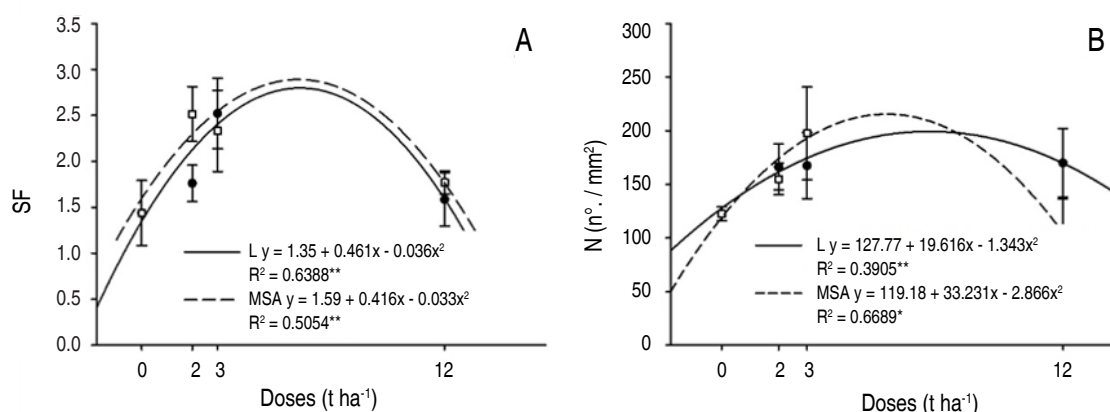 A
SF
3.5
3.0
2.5
2.0
1.5
1.0
0.5
0.0
L y = 1.35 + 0.461x - 0.036x²
R² = 0.6388**
MSA y = 1.59 + 0.416x - 0.033x²
R² = 0.5054**
0 2 3 12
Doses (t ha⁻¹)
B
N (n°. / mm²)
300
250
200
150
100
50
0
L y = 127.77 + 19.616x - 1.343x²
R² = 0.3905**
MSA y = 119.18 + 33.231x - 2.866x²
R² = 0.6689*
0 2 3 12
Doses (t ha⁻¹)